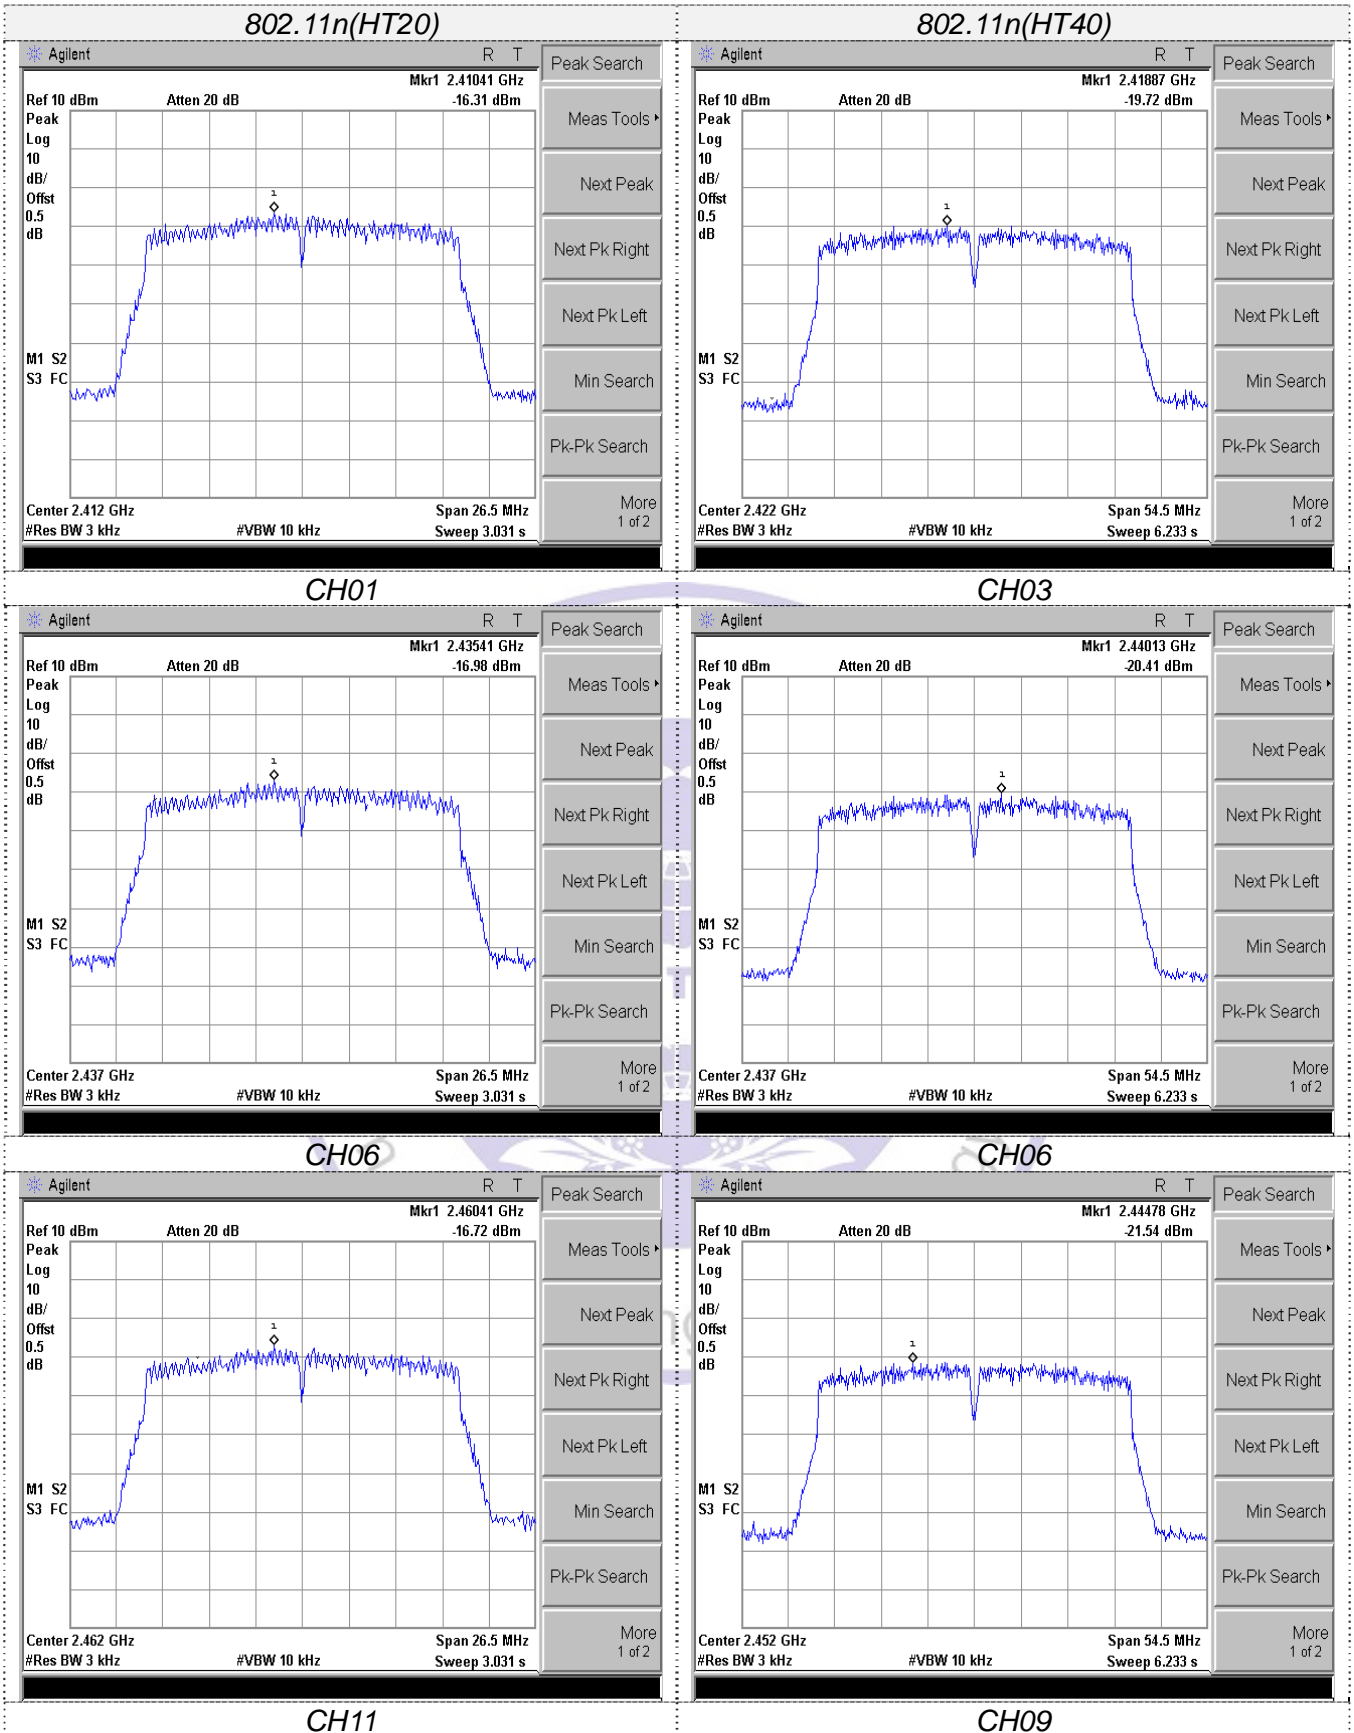 802.11n(HT20)
802.11n(HT40)
Agilent
R T
Peak Search
Mkr1 2.41041 GHz
Ref 10 dBm
Atten 20 dB
-16.31 dBm
Peak
Log
10
dB/
Offst
0.5
dB
1
M1 S2
S3 FC
Center 2.412 GHz
Span 26.5 MHz
#Res BW 3 kHz
#VBW 10 kHz
Sweep 3.031 s
Meas Tools
Next Peak
Next Pk Right
Next Pk Left
Min Search
Pk-Pk Search
More
1 of 2
Agilent
R T
Peak Search
Mkr1 2.41887 GHz
Ref 10 dBm
Atten 20 dB
-19.72 dBm
Peak
Log
10
dB/
Offst
0.5
dB
1
M1 S2
S3 FC
Center 2.422 GHz
Span 54.5 MHz
#Res BW 3 kHz
#VBW 10 kHz
Sweep 6.233 s
Meas Tools
Next Peak
Next Pk Right
Next Pk Left
Min Search
Pk-Pk Search
More
1 of 2
CH01
CH03
Agilent
R T
Peak Search
Mkr1 2.43541 GHz
Ref 10 dBm
Atten 20 dB
-16.98 dBm
Peak
Log
10
dB/
Offst
0.5
dB
1
M1 S2
S3 FC
Center 2.437 GHz
Span 26.5 MHz
#Res BW 3 kHz
#VBW 10 kHz
Sweep 3.031 s
Meas Tools
Next Peak
Next Pk Right
Next Pk Left
Min Search
Pk-Pk Search
More
1 of 2
Agilent
R T
Peak Search
Mkr1 2.44013 GHz
Ref 10 dBm
Atten 20 dB
-20.41 dBm
Peak
Log
10
dB/
Offst
0.5
dB
1
M1 S2
S3 FC
Center 2.437 GHz
Span 54.5 MHz
#Res BW 3 kHz
#VBW 10 kHz
Sweep 6.233 s
Meas Tools
Next Peak
Next Pk Right
Next Pk Left
Min Search
Pk-Pk Search
More
1 of 2
CH06
CH06
Agilent
R T
Peak Search
Mkr1 2.46041 GHz
Ref 10 dBm
Atten 20 dB
-16.72 dBm
Peak
Log
10
dB/
Offst
0.5
dB
1
M1 S2
S3 FC
Center 2.462 GHz
Span 26.5 MHz
#Res BW 3 kHz
#VBW 10 kHz
Sweep 3.031 s
Meas Tools
Next Peak
Next Pk Right
Next Pk Left
Min Search
Pk-Pk Search
More
1 of 2
Agilent
R T
Peak Search
Mkr1 2.44478 GHz
Ref 10 dBm
Atten 20 dB
-21.54 dBm
Peak
Log
10
dB/
Offst
0.5
dB
1
M1 S2
S3 FC
Center 2.452 GHz
Span 54.5 MHz
#Res BW 3 kHz
#VBW 10 kHz
Sweep 6.233 s
Meas Tools
Next Peak
Next Pk Right
Next Pk Left
Min Search
Pk-Pk Search
More
1 of 2
CH11
CH09